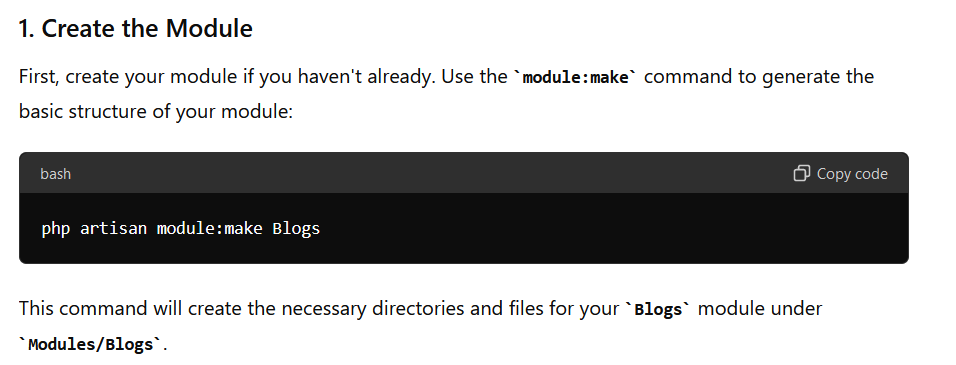 1. Create the Module
First, create your module if you haven't already. Use the `module:make` command to generate the
basic structure of your module:
bash
Copy code
php artisan module:make Blogs
This command will create the necessary directories and files for your `Blogs` module under
`Modules/Blogs`.